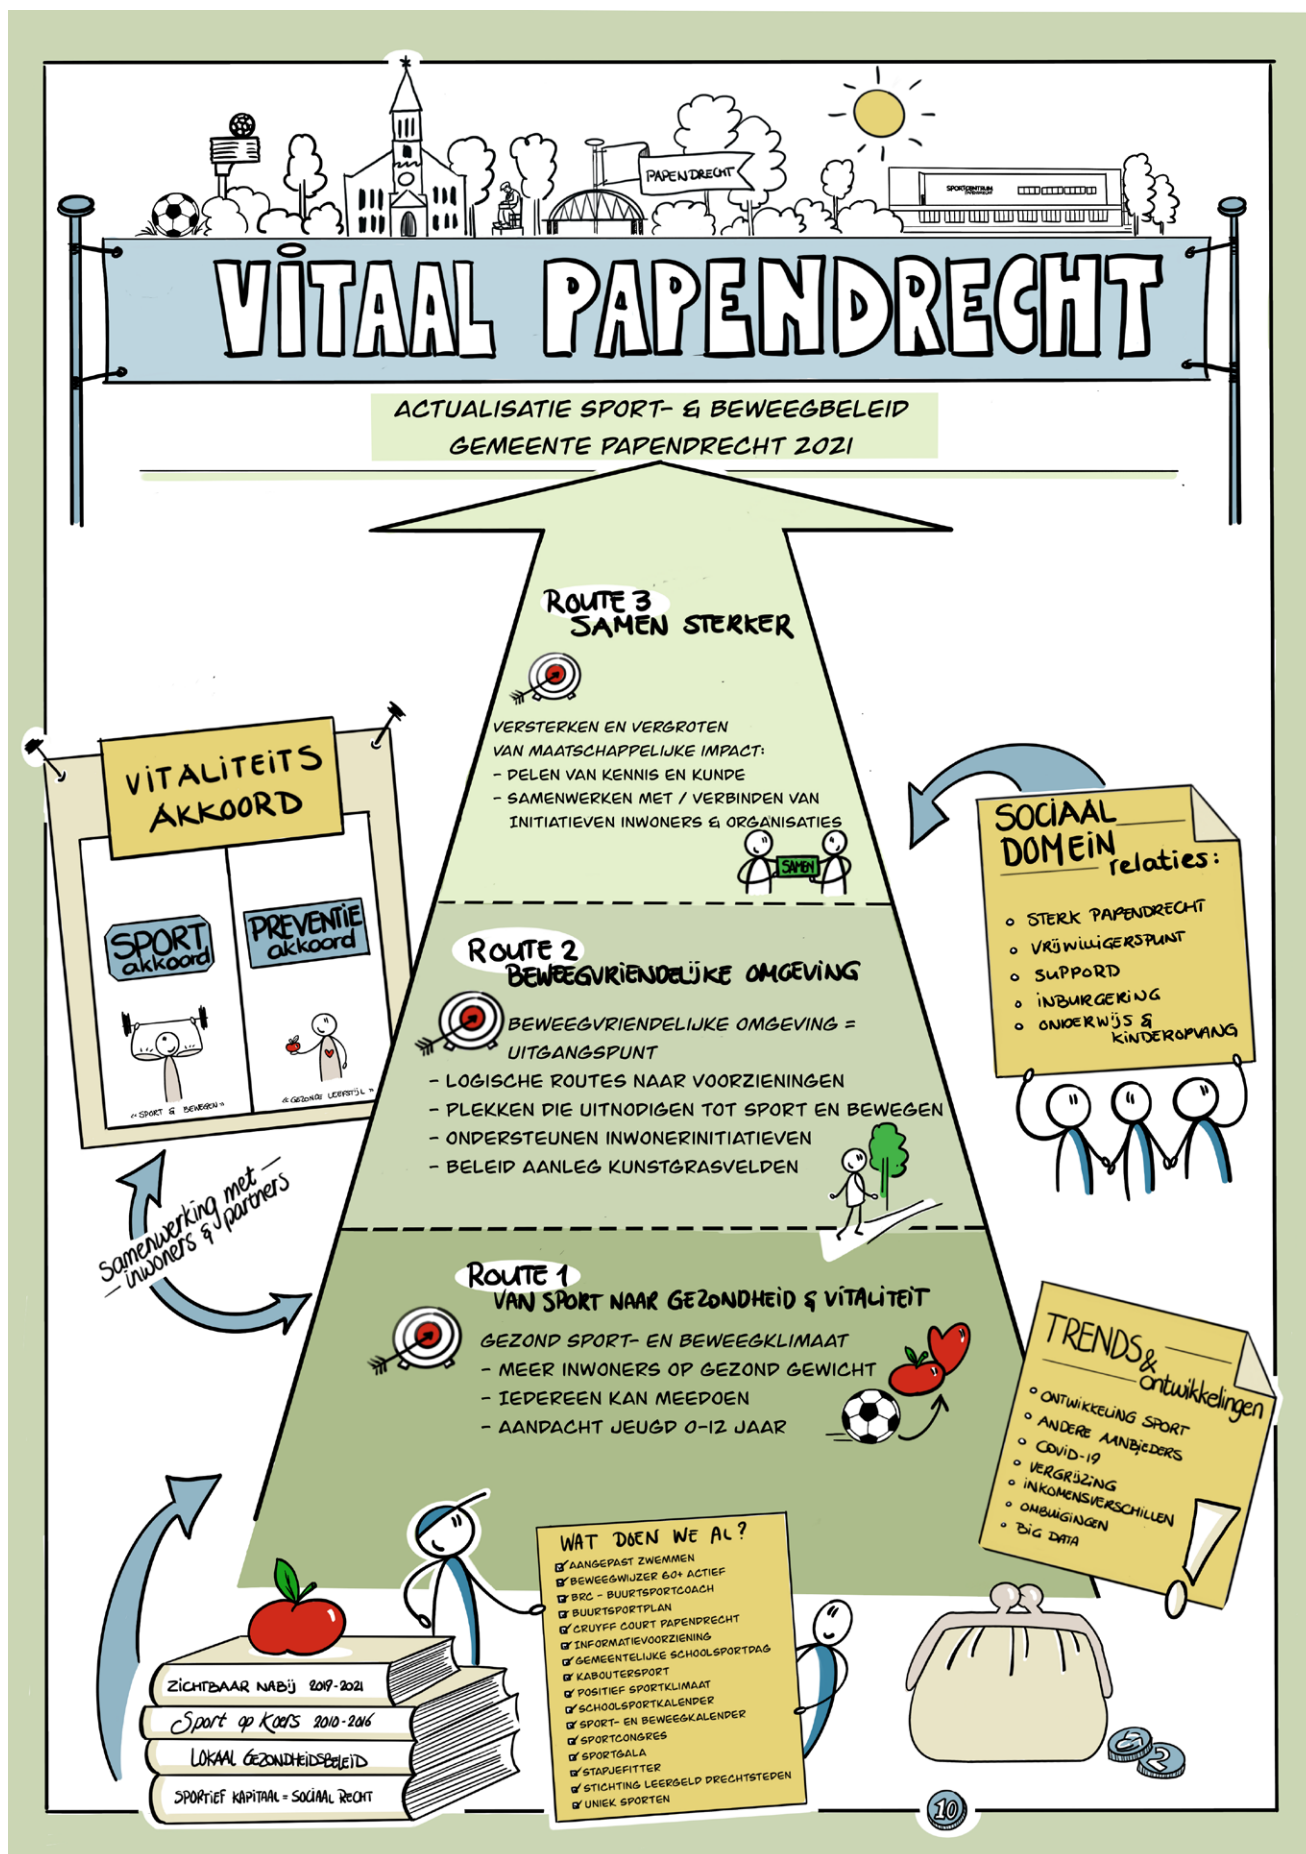 PAPENDRECHT
SPORTCENTRUM
VITAAL PAPENDRECHT
ACTUALISATIE SPORT- & BEWEEGBELEID
GEMEENTE PAPENDRECHT 2021
ROUTE 3
SAMEN STERKER
VERSTERKEN EN VERGROTEN
VAN MAATSCHAPPELIJKE IMPACT:
- DELEN VAN KENNIS EN KUNDE
- SAMENWERKEN MET / VERBINDEN VAN
INITIATIEVEN INWONERS & ORGANISATIES
SAMEN
VITALITEITS
AKKOORD
SPORT
akkoord
PREVENTIE
akkoord
"SPORT & BEWEGEN"
"GEZONDE LEEFSTIJL"
SOCIAAL
DOMEIN
relaties:
o STERK PAPENDRECHT
o VRIJWILLIGERSPUNT
o SUPPORD
o INBURGERING
o ONDERWIJS &
KINDEROPVANG
ROUTE 2
BEWEEGVRIENDELIJKE OMGEVING
BEWEEGVRIENDELIJKE OMGEVING =
UITGANGSPUNT
- LOGISCHE ROUTES NAAR VOORZIENINGEN
- PLEKKEN DIE UITNODIGEN TOT SPORT EN BEWEGEN
- ONDERSTEUNEN INWONERINITIATIEVEN
- BELEID AANLEG KUNSTGRASVELDEN
Samenwerking met
inwoners & partners
ROUTE 1
VAN SPORT NAAR GEZONDHEID & VITALITEIT
GEZOND SPORT- EN BEWEEGKLIMAAT
- MEER INWONERS OP GEZOND GEWICHT
- IEDEREEN KAN MEEDOEN
- AANDACHT JEUGD 0-12 JAAR
TRENDS &
ontwikkelingen
o ONTWIKKELING SPORT
o ANDERE AANBIEDERS
o COVID-19
o VERGRIJZING
o INKOMENSVERSCHILLEN
o OMBUIGINGEN
o BIG DATA
WAT DOEN WE AL?
AANGEPAST ZWEMMEN
BEWEEGWIJZER 60+ ACTIEF
BRC - BUURTSPORTCOACH
BUURTSPORTPLAN
CRUYFF COURT PAPENDRECHT
INFORMATIEVOORZIENING
GEMEENTELIJKE SCHOOLSPORTDAG
KABOUTERSPORT
POSITIEF SPORTKLIMAAT
SCHOOLSPORTKALENDER
SPORT- EN BEWEEGKALENDER
SPORTCONGRES
SPORTGALA
STAPJEFITTER
STICHTING LEERGELD DRECHTSTEDEN
UNIEK SPORTEN
ZICHTBAAR NABIJ 2019-2021
Sport op Koers 2010-2016
LOKAAL GEZONDHEIDSBELEID
SPORTIEF KAPITAAL = SOCIAAL RECHT
2
10